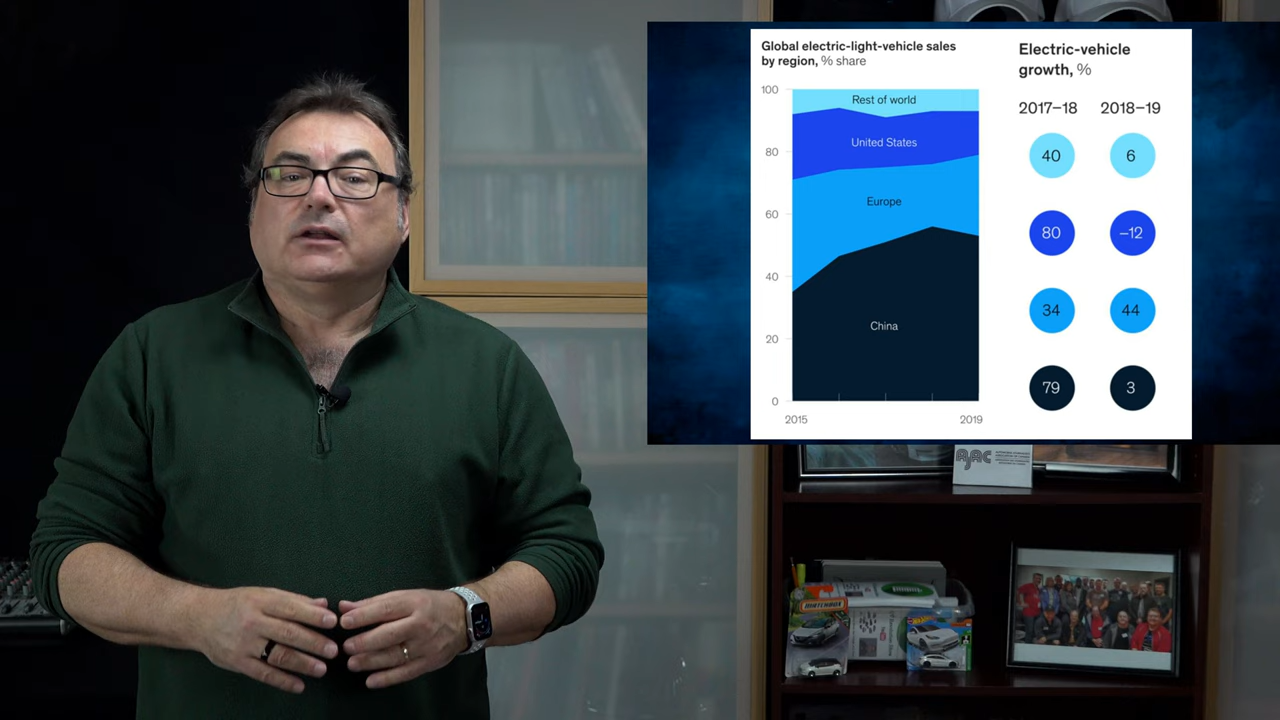 Global electric-light-vehicle sales
by region, % share
100
80
60
40
20
0
Rest of world
United States
Europe
China
2015
2019
Electric-vehicle
growth, %
2017–18
2018–19
40
6
80
–12
34
44
79
3
AJAC
MATCHBOX